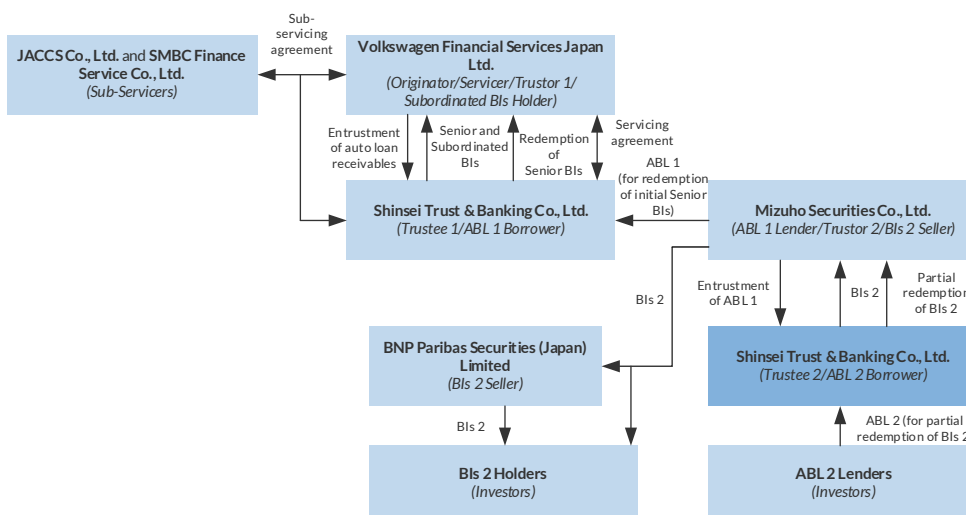 Sub-
servicing
agreement
JACCS Co., Ltd. and SMBC Finance
Service Co., Ltd.
(Sub-Servicers)
Volkswagen Financial Services Japan
Ltd.
(Originator/Servicer/Trustor 1/
Subordinated BIs Holder)
Entrustment
of auto loan
receivables
Senior and
Subordinated
BIs
Redemption
of
Senior BIs
Servicing
agreement
ABL 1
(for redemption
of initial Senior
BIs)
Shinsei Trust & Banking Co., Ltd.
(Trustee 1/ABL 1 Borrower)
Mizuho Securities Co., Ltd.
(ABL 1 Lender/Trustor 2/BIs 2 Seller)
BIs 2
Entrustment
of ABL 1
BIs 2
Partial
redemption
of BIs 2
BNP Paribas Securities (Japan)
Limited
(BIs 2 Seller)
Shinsei Trust & Banking Co., Ltd.
(Trustee 2/ABL 2 Borrower)
BIs 2
ABL 2 (for partial
redemption of BIs 2
BIs 2 Holders
(Investors)
ABL 2 Lenders
(Investors)